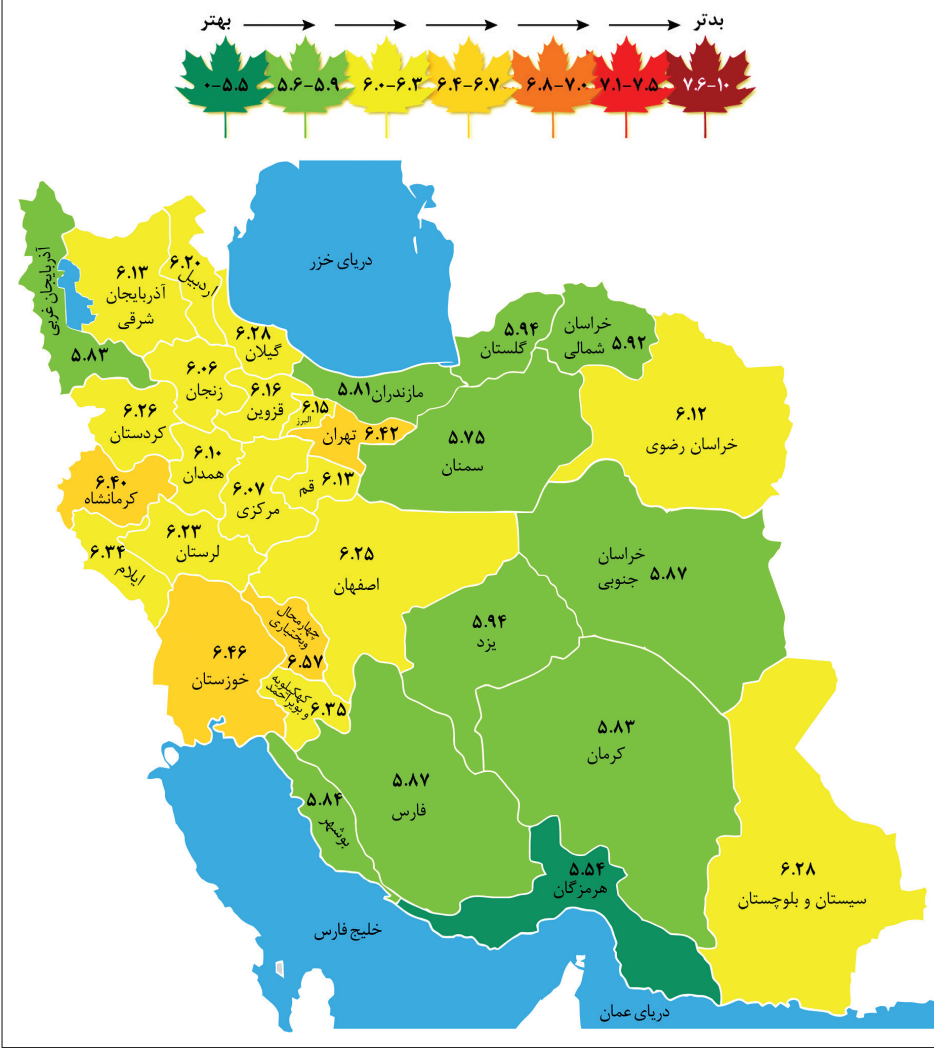 بهتر
بدتر
۰-۵.۵
۵.۶-۵.۹
۶.۰-۶.۳
۶.۴-۶.۷
۶.۸-۷.۰
۷.۱-۷.۵
۷.۶-۱۰
دریای خزر
آذربایجان غربی
۵.۸۳
۶.۱۳
آذربایجان
شرقی
۶.۲۰
اردبیل
۶.۲۸
گیلان
۶.۰۶
زنجان
۶.۱۶
قزوین
۶.۱۵
البرز
مازندران ۵.۸۱
۵.۹۴
گلستان
خراسان
شمالی ۵.۹۲
۶.۱۲
خراسان رضوی
۵.۷۵
سمنان
تهران ۶.۴۲
۶.۲۶
کردستان
۶.۱۰
همدان
۶.۴۰
کرمانشاه
۶.۰۷
مرکزی
قم ۶.۱۳
۶.۳۴
ایلام
۶.۲۳
لرستان
۶.۲۵
اصفهان
خراسان
جنوبی ۵.۸۷
۵.۹۴
یزد
چهارمحال
وبختیاری
۶.۵۷
۶.۴۶
خوزستان
کهکیلویه
و بویراحمد
۶.۳۵
۵.۸۳
کرمان
۵.۸۷
فارس
۵.۸۴
بوشهر
۵.۵۴
هرمزگان
۶.۲۸
سیستان و بلوچستان
خلیج فارس
دریای عمان